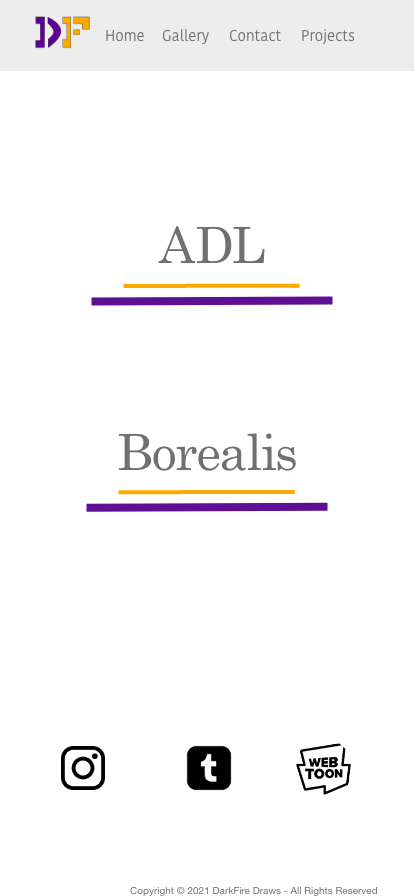 DF Home Gallery Contact Projects
ADL
Borealis
t
WEB
TOON
Copyright © 2021 DarkFire Draws - All Rights Reserved